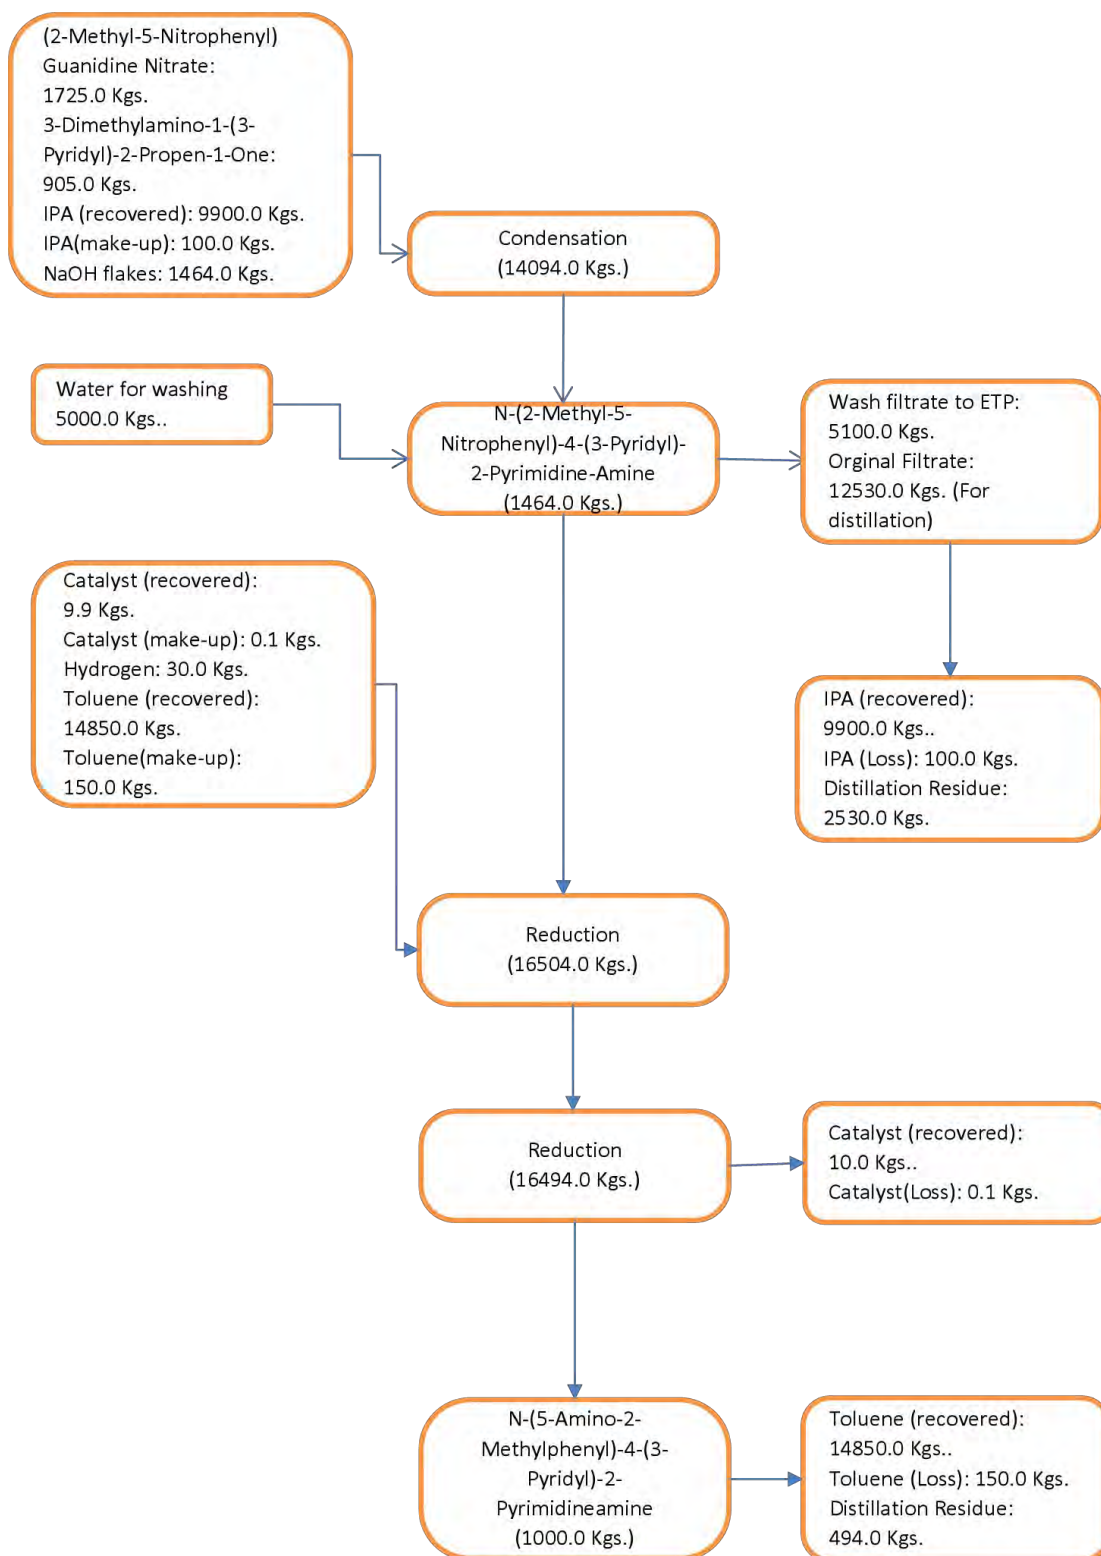 (2-Methyl-5-Nitrophenyl)
Guanidine Nitrate:
1725.0 Kgs.
3-Dimethylamino-1-(3-
Pyridyl)-2-Propen-1-One:
905.0 Kgs.
IPA (recovered): 9900.0 Kgs.
IPA(make-up): 100.0 Kgs.
NaOH flakes: 1464.0 Kgs.
Condensation
(14094.0 Kgs.)
Water for washing
5000.0 Kgs..
N-(2-Methyl-5-
Nitrophenyl)-4-(3-Pyridyl)-
2-Pyrimidine-Amine
(1464.0 Kgs.)
Wash filtrate to ETP:
5100.0 Kgs.
Orginal Filtrate:
12530.0 Kgs. (For
distillation)
Catalyst (recovered):
9.9 Kgs.
Catalyst (make-up): 0.1 Kgs.
Hydrogen: 30.0 Kgs.
Toluene (recovered):
14850.0 Kgs.
Toluene(make-up):
150.0 Kgs.
IPA (recovered):
9900.0 Kgs..
IPA (Loss): 100.0 Kgs.
Distillation Residue:
2530.0 Kgs.
Reduction
(16504.0 Kgs.)
Reduction
(16494.0 Kgs.)
Catalyst (recovered):
10.0 Kgs..
Catalyst(Loss): 0.1 Kgs.
N-(5-Amino-2-
Methylphenyl)-4-(3-
Pyridyl)-2-
Pyrimidineamine
(1000.0 Kgs.)
Toluene (recovered):
14850.0 Kgs..
Toluene (Loss): 150.0 Kgs.
Distillation Residue:
494.0 Kgs.